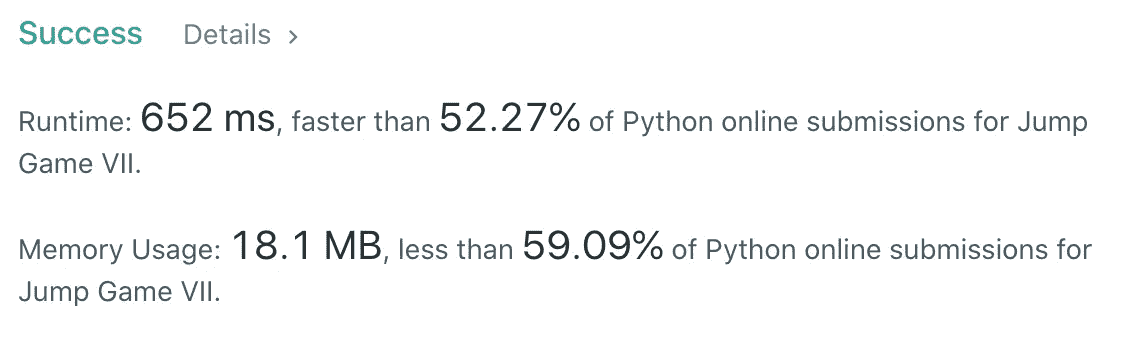 Success Details >
Runtime: 652 ms, faster than 52.27% of Python online submissions for Jump
Game VII.
Memory Usage: 18.1 MB, less than 59.09% of Python online submissions for
Jump Game VII.